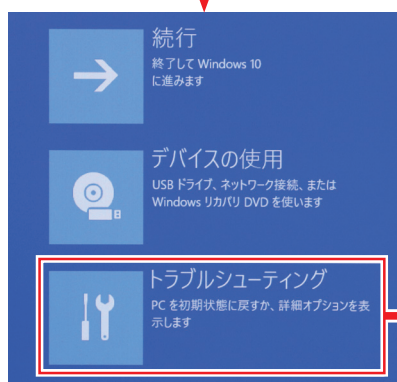 続行
終了して Windows 10
に進みます
デバイスの使用
USB ドライブ、ネットワーク接続、または
Windows リカバリ DVD を使います
トラブルシューティング
PC を初期状態に戻すか、詳細オプションを表
示します